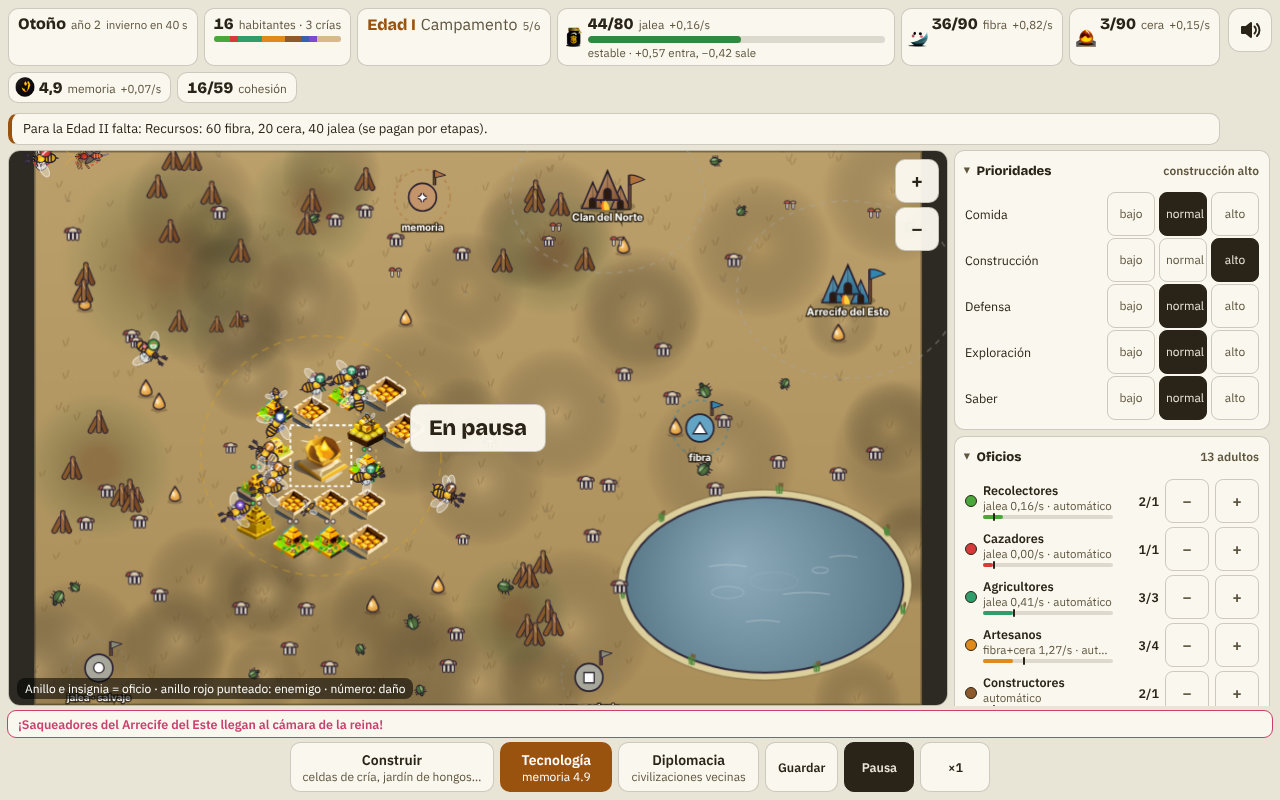 Otoño año 2 invierno en 40 s
16 habitantes · 3 crías
Edad I Campamento 5/6
44/80 jalea +0,16/s
estable · +0,57 entra, −0,42 sale
36/90 fibra +0,82/s
3/90 cera +0,15/s
4,9 memoria +0,07/s
16/59 cohesión
Para la Edad II falta: Recursos: 60 fibra, 20 cera, 40 jalea (se pagan por etapas).
memoria
Clan del Norte
Arrecife del Este
+
−
En pausa
fibra
Anillo e insignia = oficio · anillo rojo punteado: enemigo · número: daño
▼ Prioridades construcción alto
Comida bajo normal alto
Construcción bajo normal alto
Defensa bajo normal alto
Exploración bajo normal alto
Saber bajo normal alto
▼ Oficios 13 adultos
Recolectores
jalea 0,16/s · automático
2/1 − +
Cazadores
jalea 0,00/s · automático
1/1 − +
Agricultores
jalea 0,41/s · automático
3/3 − +
Artesanos
fibra+cera 1,27/s · aut...
3/4 − +
Constructores
automático
2/1 − +
¡Saqueadores del Arrecife del Este llegan al cámara de la reina!
Construir
celdas de cría, jardín de hongos...
Tecnología
memoria 4.9
Diplomacia
civilizaciones vecinas
Guardar
Pausa
×1